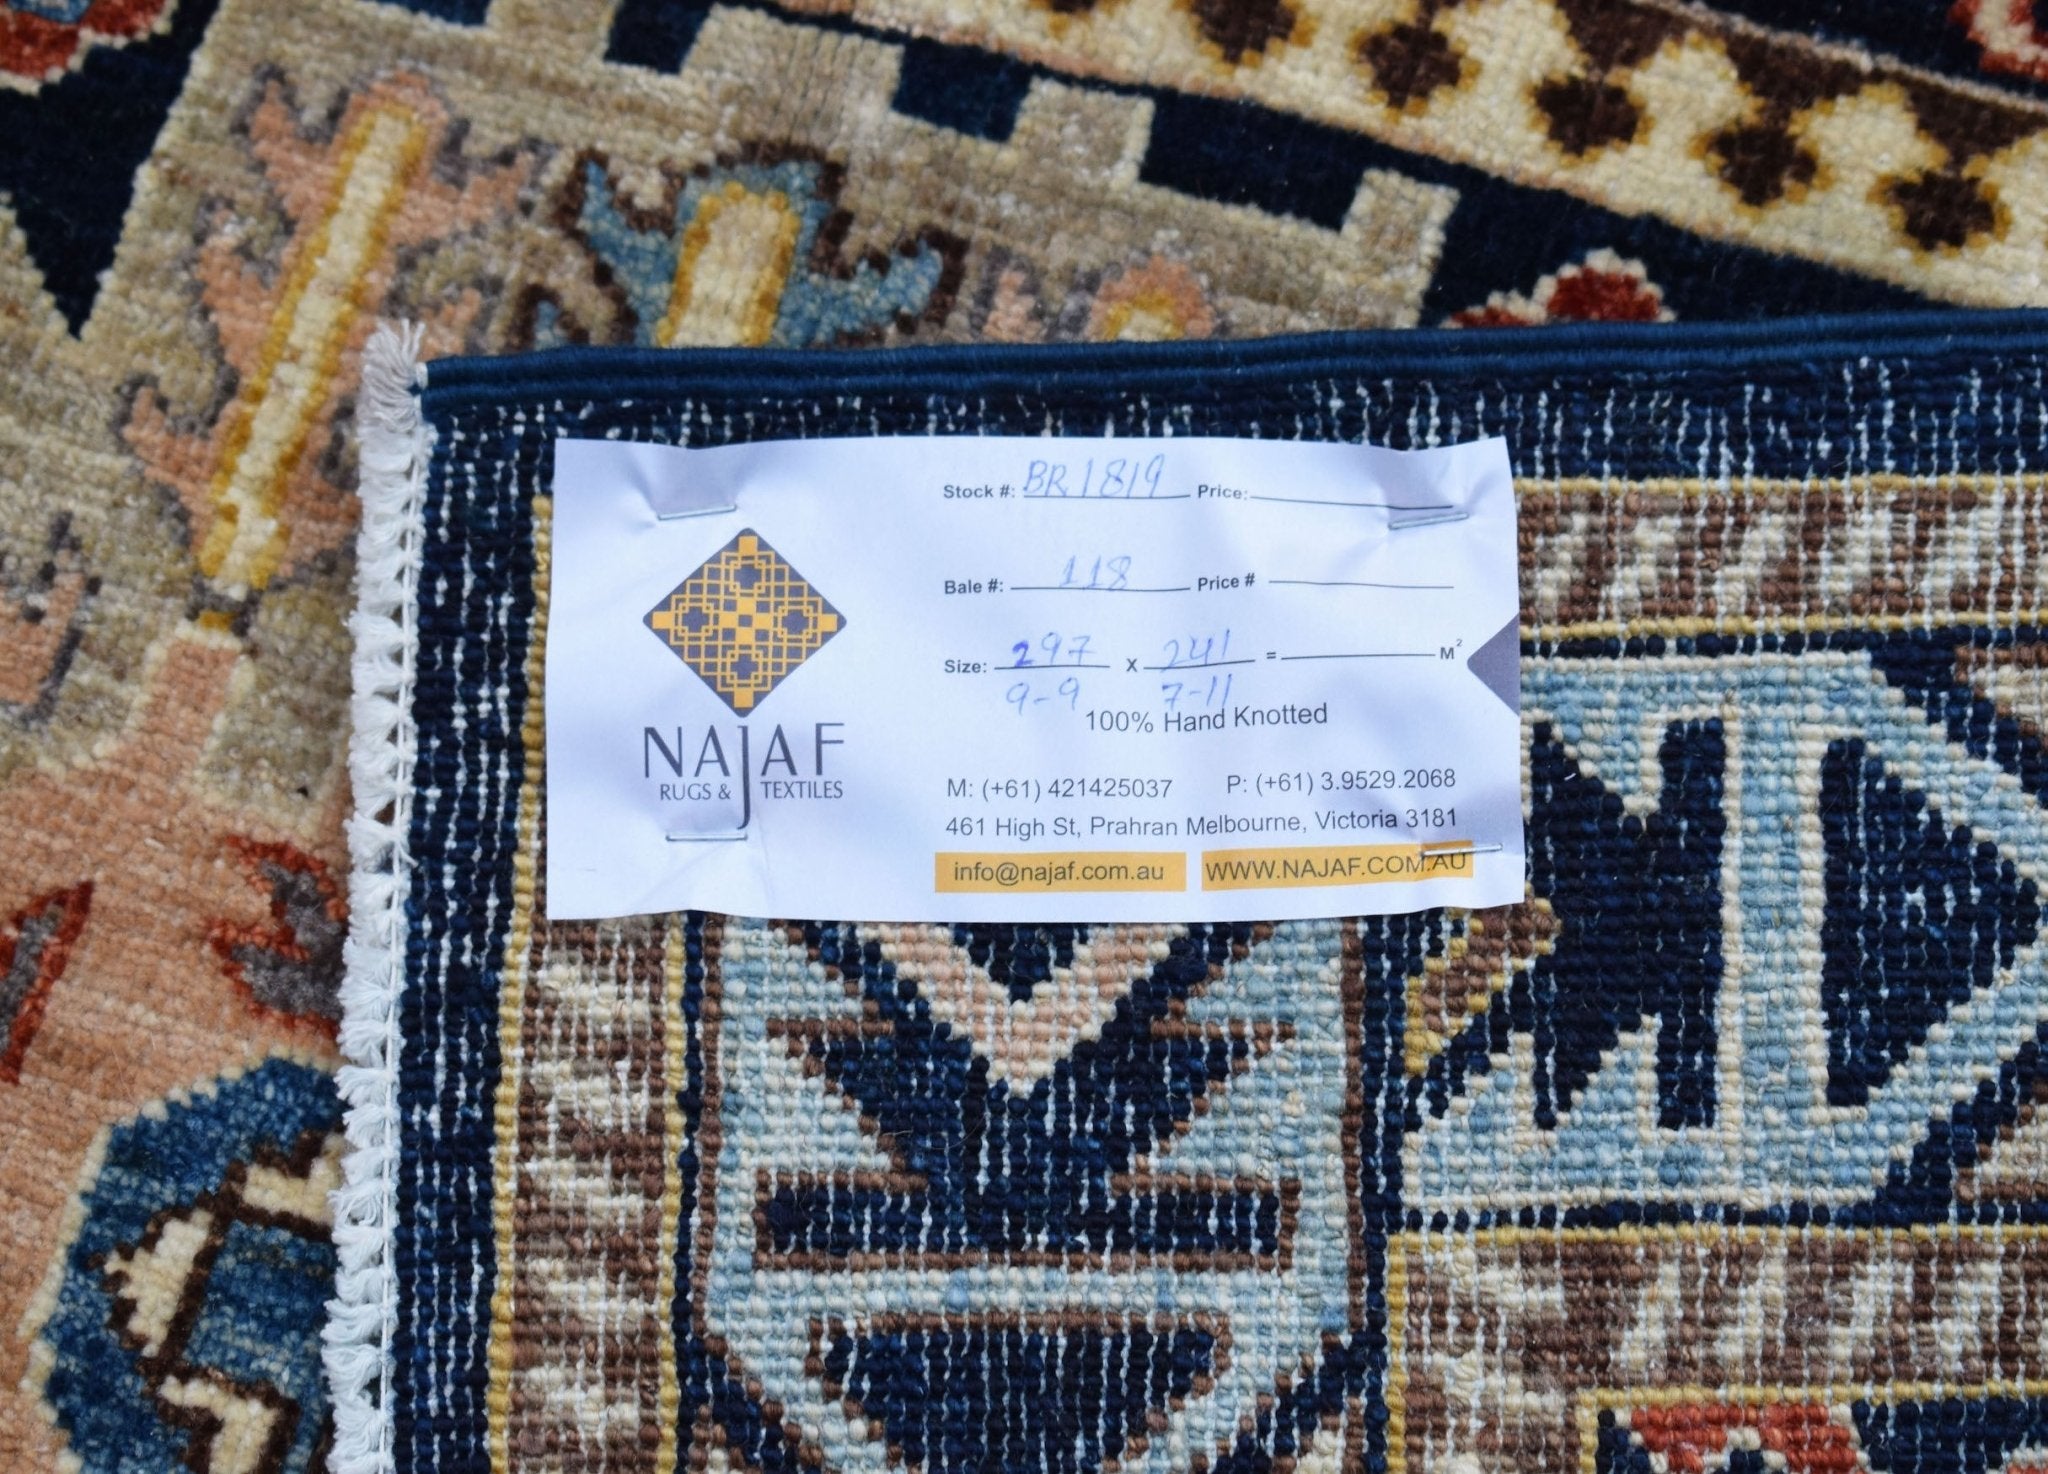 Stock #: BR1819 Price:
Bale #: 118 Price #
Size: 297 X 241 = M²
9-9 7-11
100% Hand Knotted
NAJAF
RUGS & TEXTILES
M: (+61) 421425037 P: (+61) 3.9529.2068
461 High St, Prahran Melbourne, Victoria 3181
info@najaf.com.au WWW.NAJAF.COM.AU